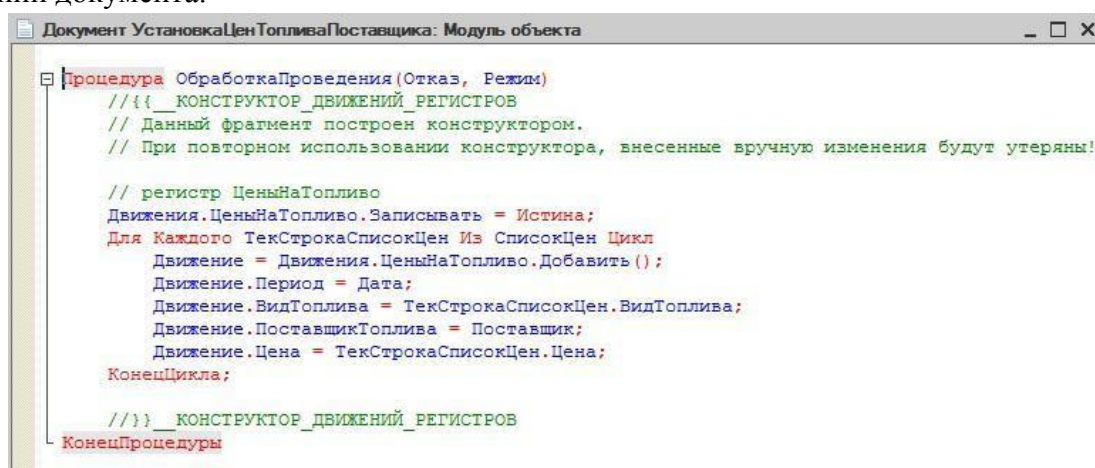 документа.
Документ УстановкаЦенТопливаПоставщика: Модуль объекта
Процедура ОбработкаПроведения(Отказ, Режим)
//{{__КОНСТРУКТОР_ДВИЖЕНИЙ_РЕГИСТРОВ
// Данный фрагмент построен конструктором.
// При повторном использовании конструктора, внесенные вручную изменения будут утеряны!
// регистр ЦеныНаТопливо
Движения.ЦеныНаТопливо.Записывать = Истина;
Для Каждого ТекСтрокаСписокЦен Из СписокЦен Цикл
Движение = Движения.ЦеныНаТопливо.Добавить();
Движение.Период = Дата;
Движение.ВидТоплива = ТекСтрокаСписокЦен.ВидТоплива;
Движение.ПоставщикТоплива = Поставщик;
Движение.Цена = ТекСтрокаСписокЦен.Цена;
КонецЦикла;
//}}__КОНСТРУКТОР_ДВИЖЕНИЙ_РЕГИСТРОВ
КонецПроцедуры